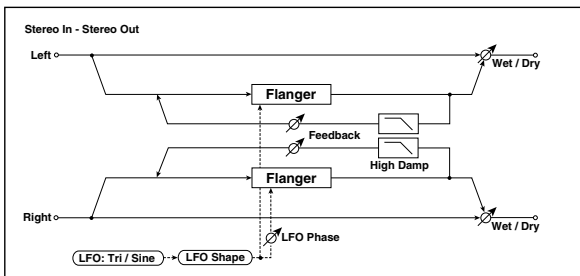 Stereo In - Stereo Out
Left
Wet / Dry
Flanger
Feedback
High Damp
Flanger
Right
Wet / Dry
LFO Phase
LFO: Tri / Sine
LFO Shape